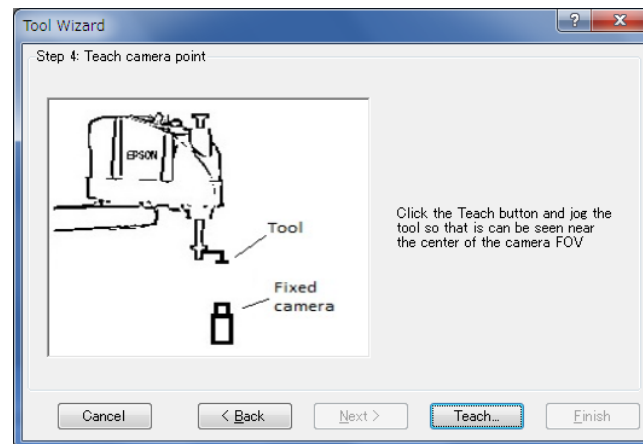 Tool Wizard
Step 4: Teach camera point
EPSON
Tool
Fixed
camera
Click the Teach button and jog the
tool so that is can be seen near
the center of the camera FOV
Cancel
< Back
Next >
Teach...
Finish